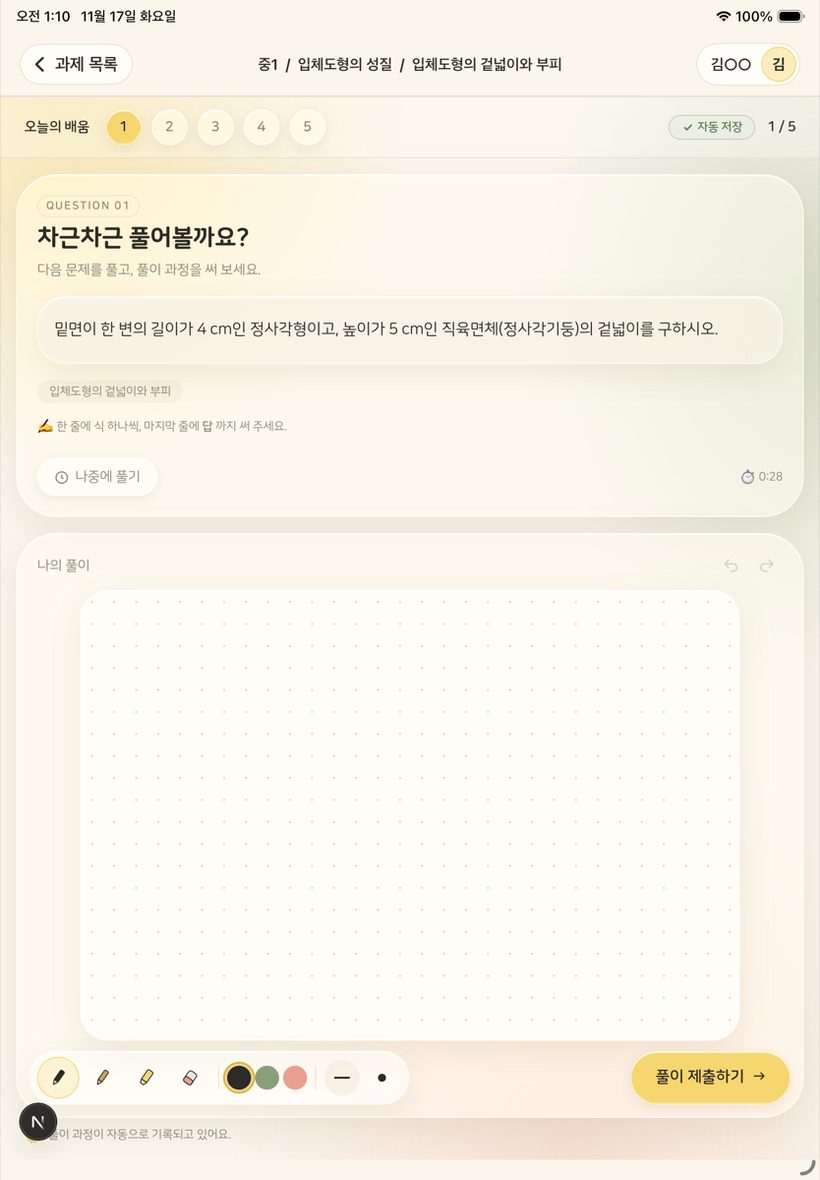 오전 1:10 11월 17일 화요일 100%
과제 목록 중1 / 입체도형의 성질 / 입체도형의 겉넓이와 부피 김○○ 김
오늘의 배움 1 2 3 4 5 자동 저장 1 / 5
QUESTION 01
차근차근 풀어볼까요?
다음 문제를 풀고, 풀이 과정을 써 보세요.
밑면이 한 변의 길이가 4 cm인 정사각형이고, 높이가 5 cm인 직육면체(정사각기둥)의 겉넓이를 구하시오.
입체도형의 겉넓이와 부피
한 줄에 식 하나씩, 마지막 줄에 답 까지 써 주세요.
나중에 풀기 0:28
나의 풀이
풀이 제출하기 →
N
풀이 과정이 자동으로 기록되고 있어요.